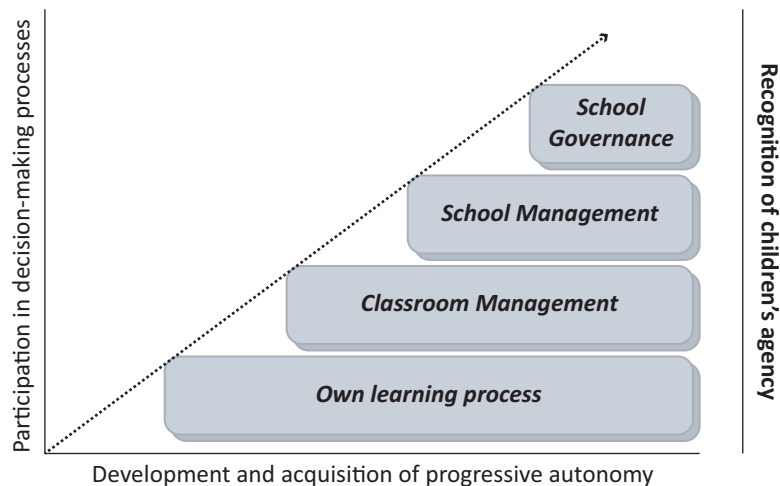 Participation in decision-making processes
School
Governance
School Management
Classroom Management
Own learning process
Development and acquisition of progressive autonomy
Recognition of children's agency